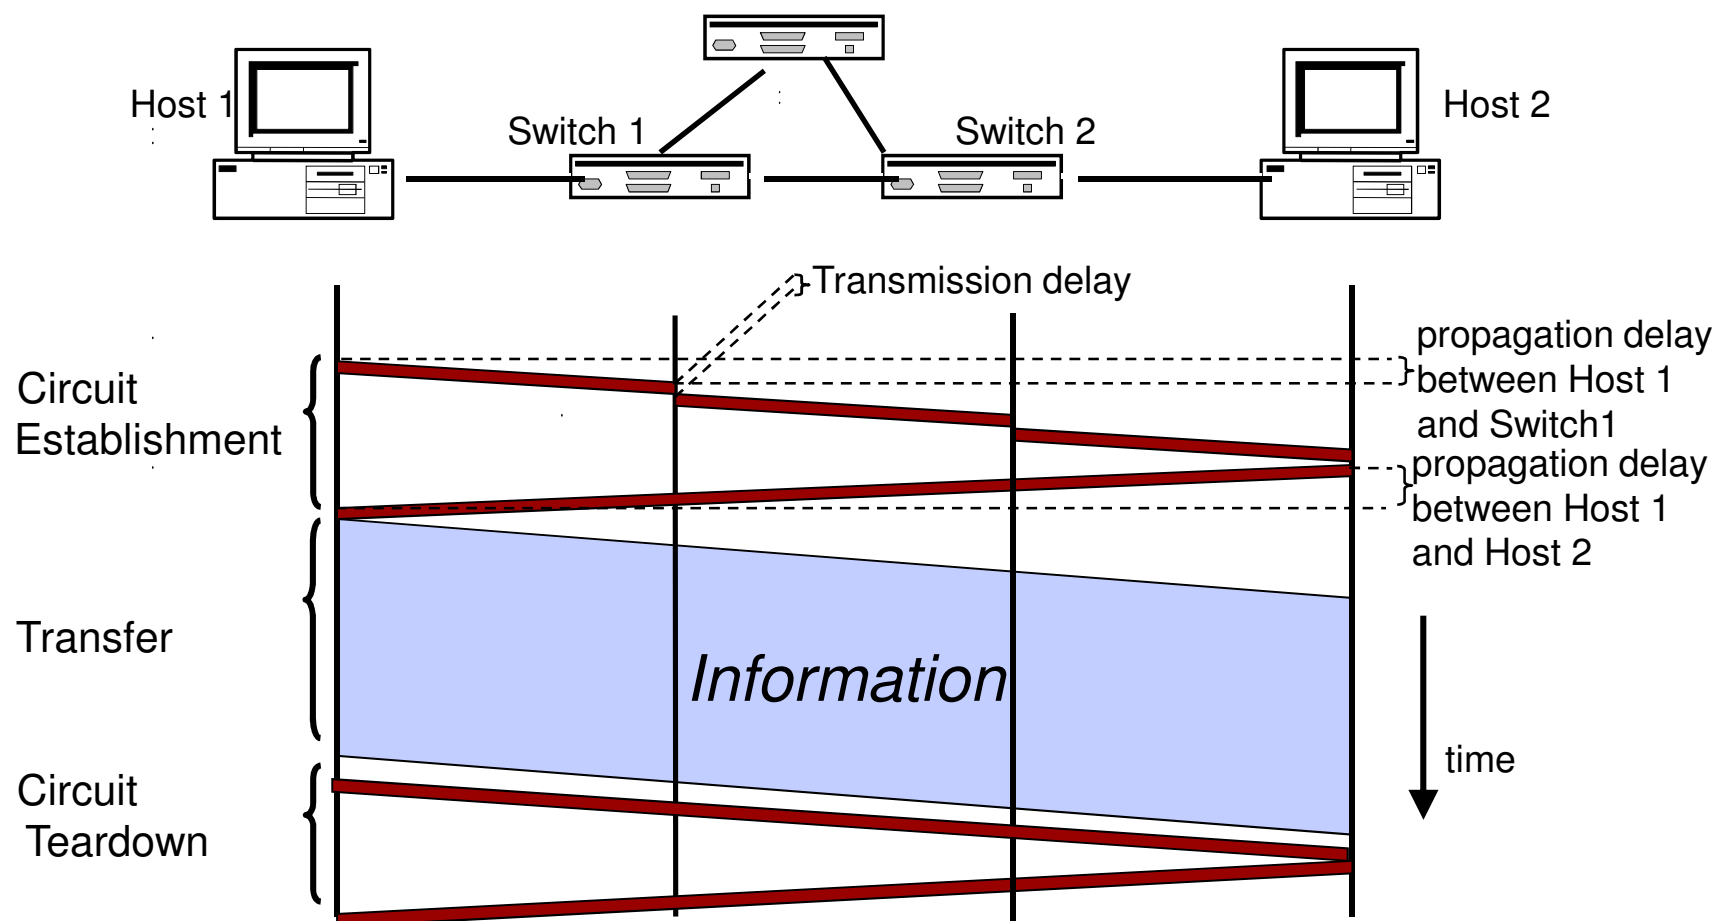 Host 1
Switch 1
Switch 2
Host 2
Transmission delay
propagation delay
between Host 1
and Switch1
Circuit
Establishment
propagation delay
between Host 1
and Host 2
Transfer
Information
time
Circuit
Teardown